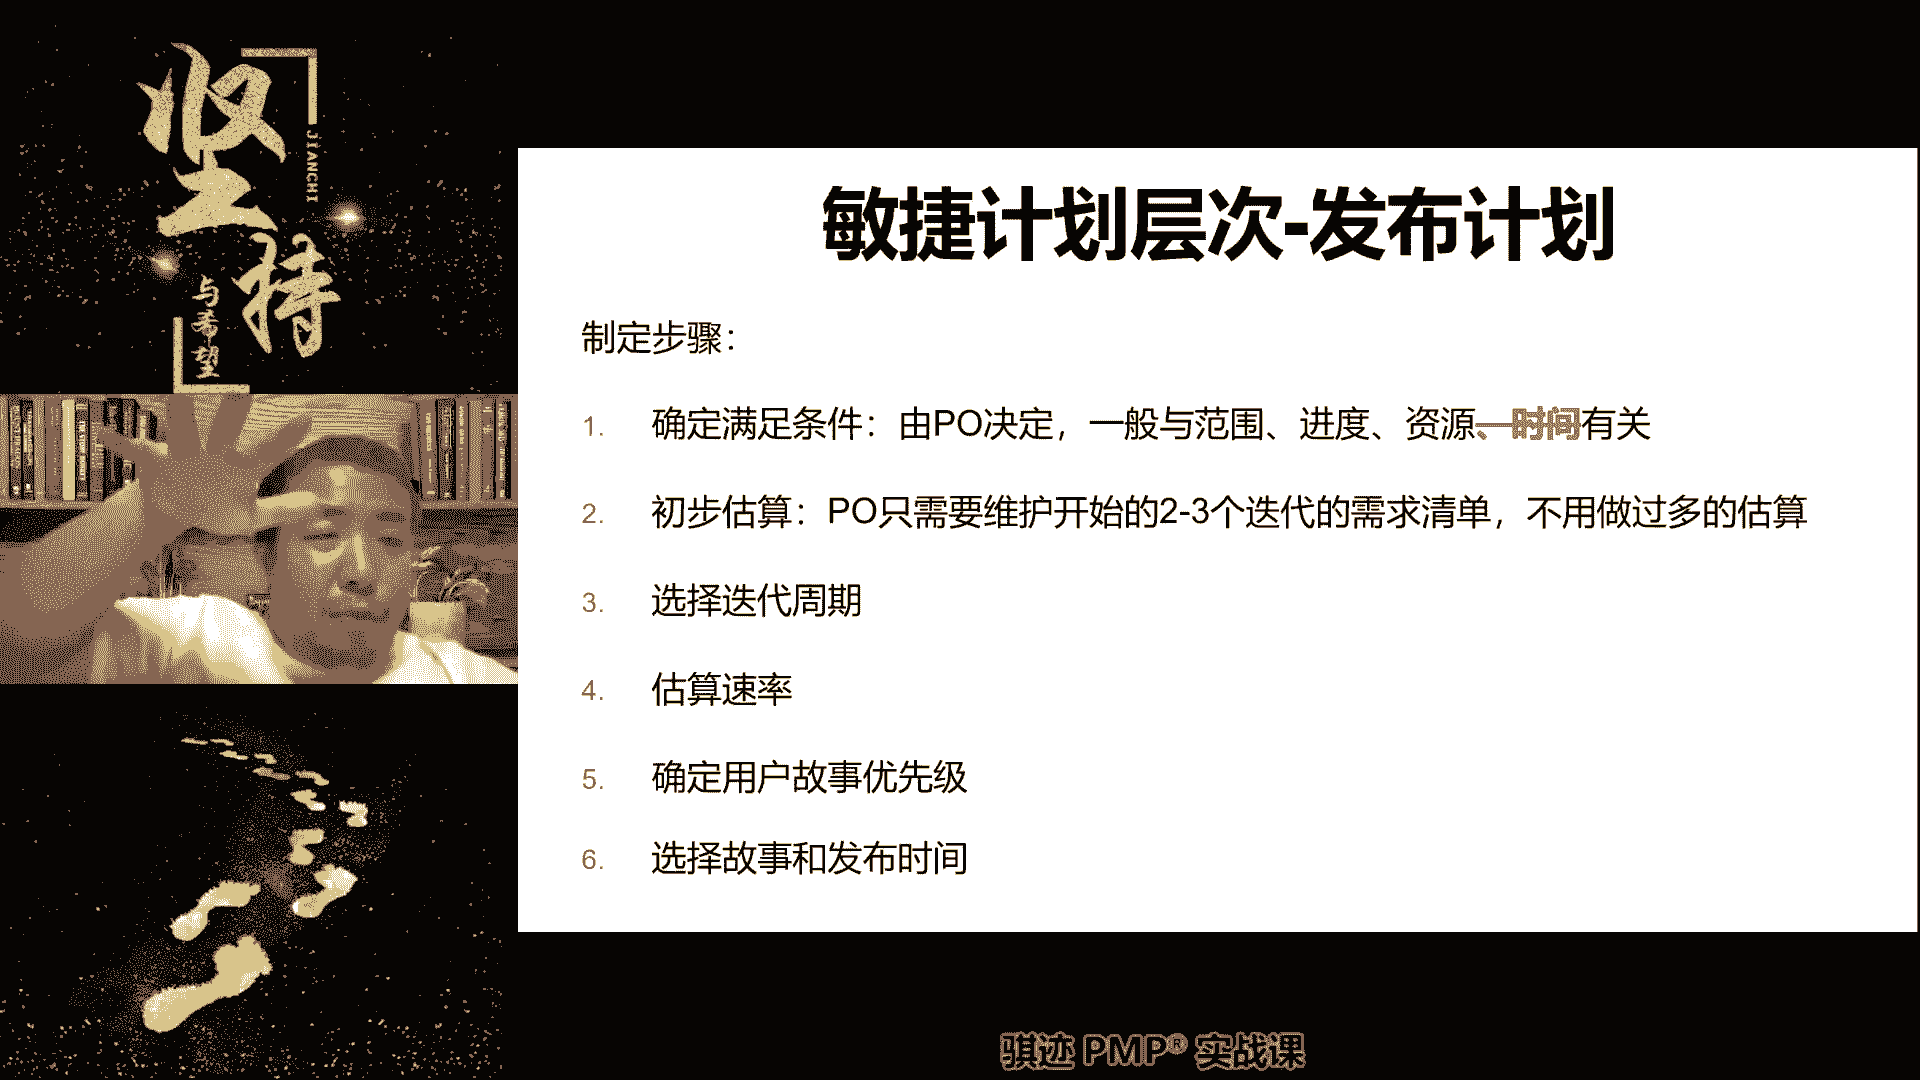 坚持
JIANCHI
与希望
敏捷计划层次-发布计划
制定步骤：
1. 确定满足条件：由PO决定，一般与范围、进度、资源、时间有关
2. 初步估算：PO只需要维护开始的2-3个迭代的需求清单，不用做过多的估算
3. 选择迭代周期
4. 估算速率
5. 确定用户故事优先级
6. 选择故事和发布时间
骐迹 PMP® 实战课